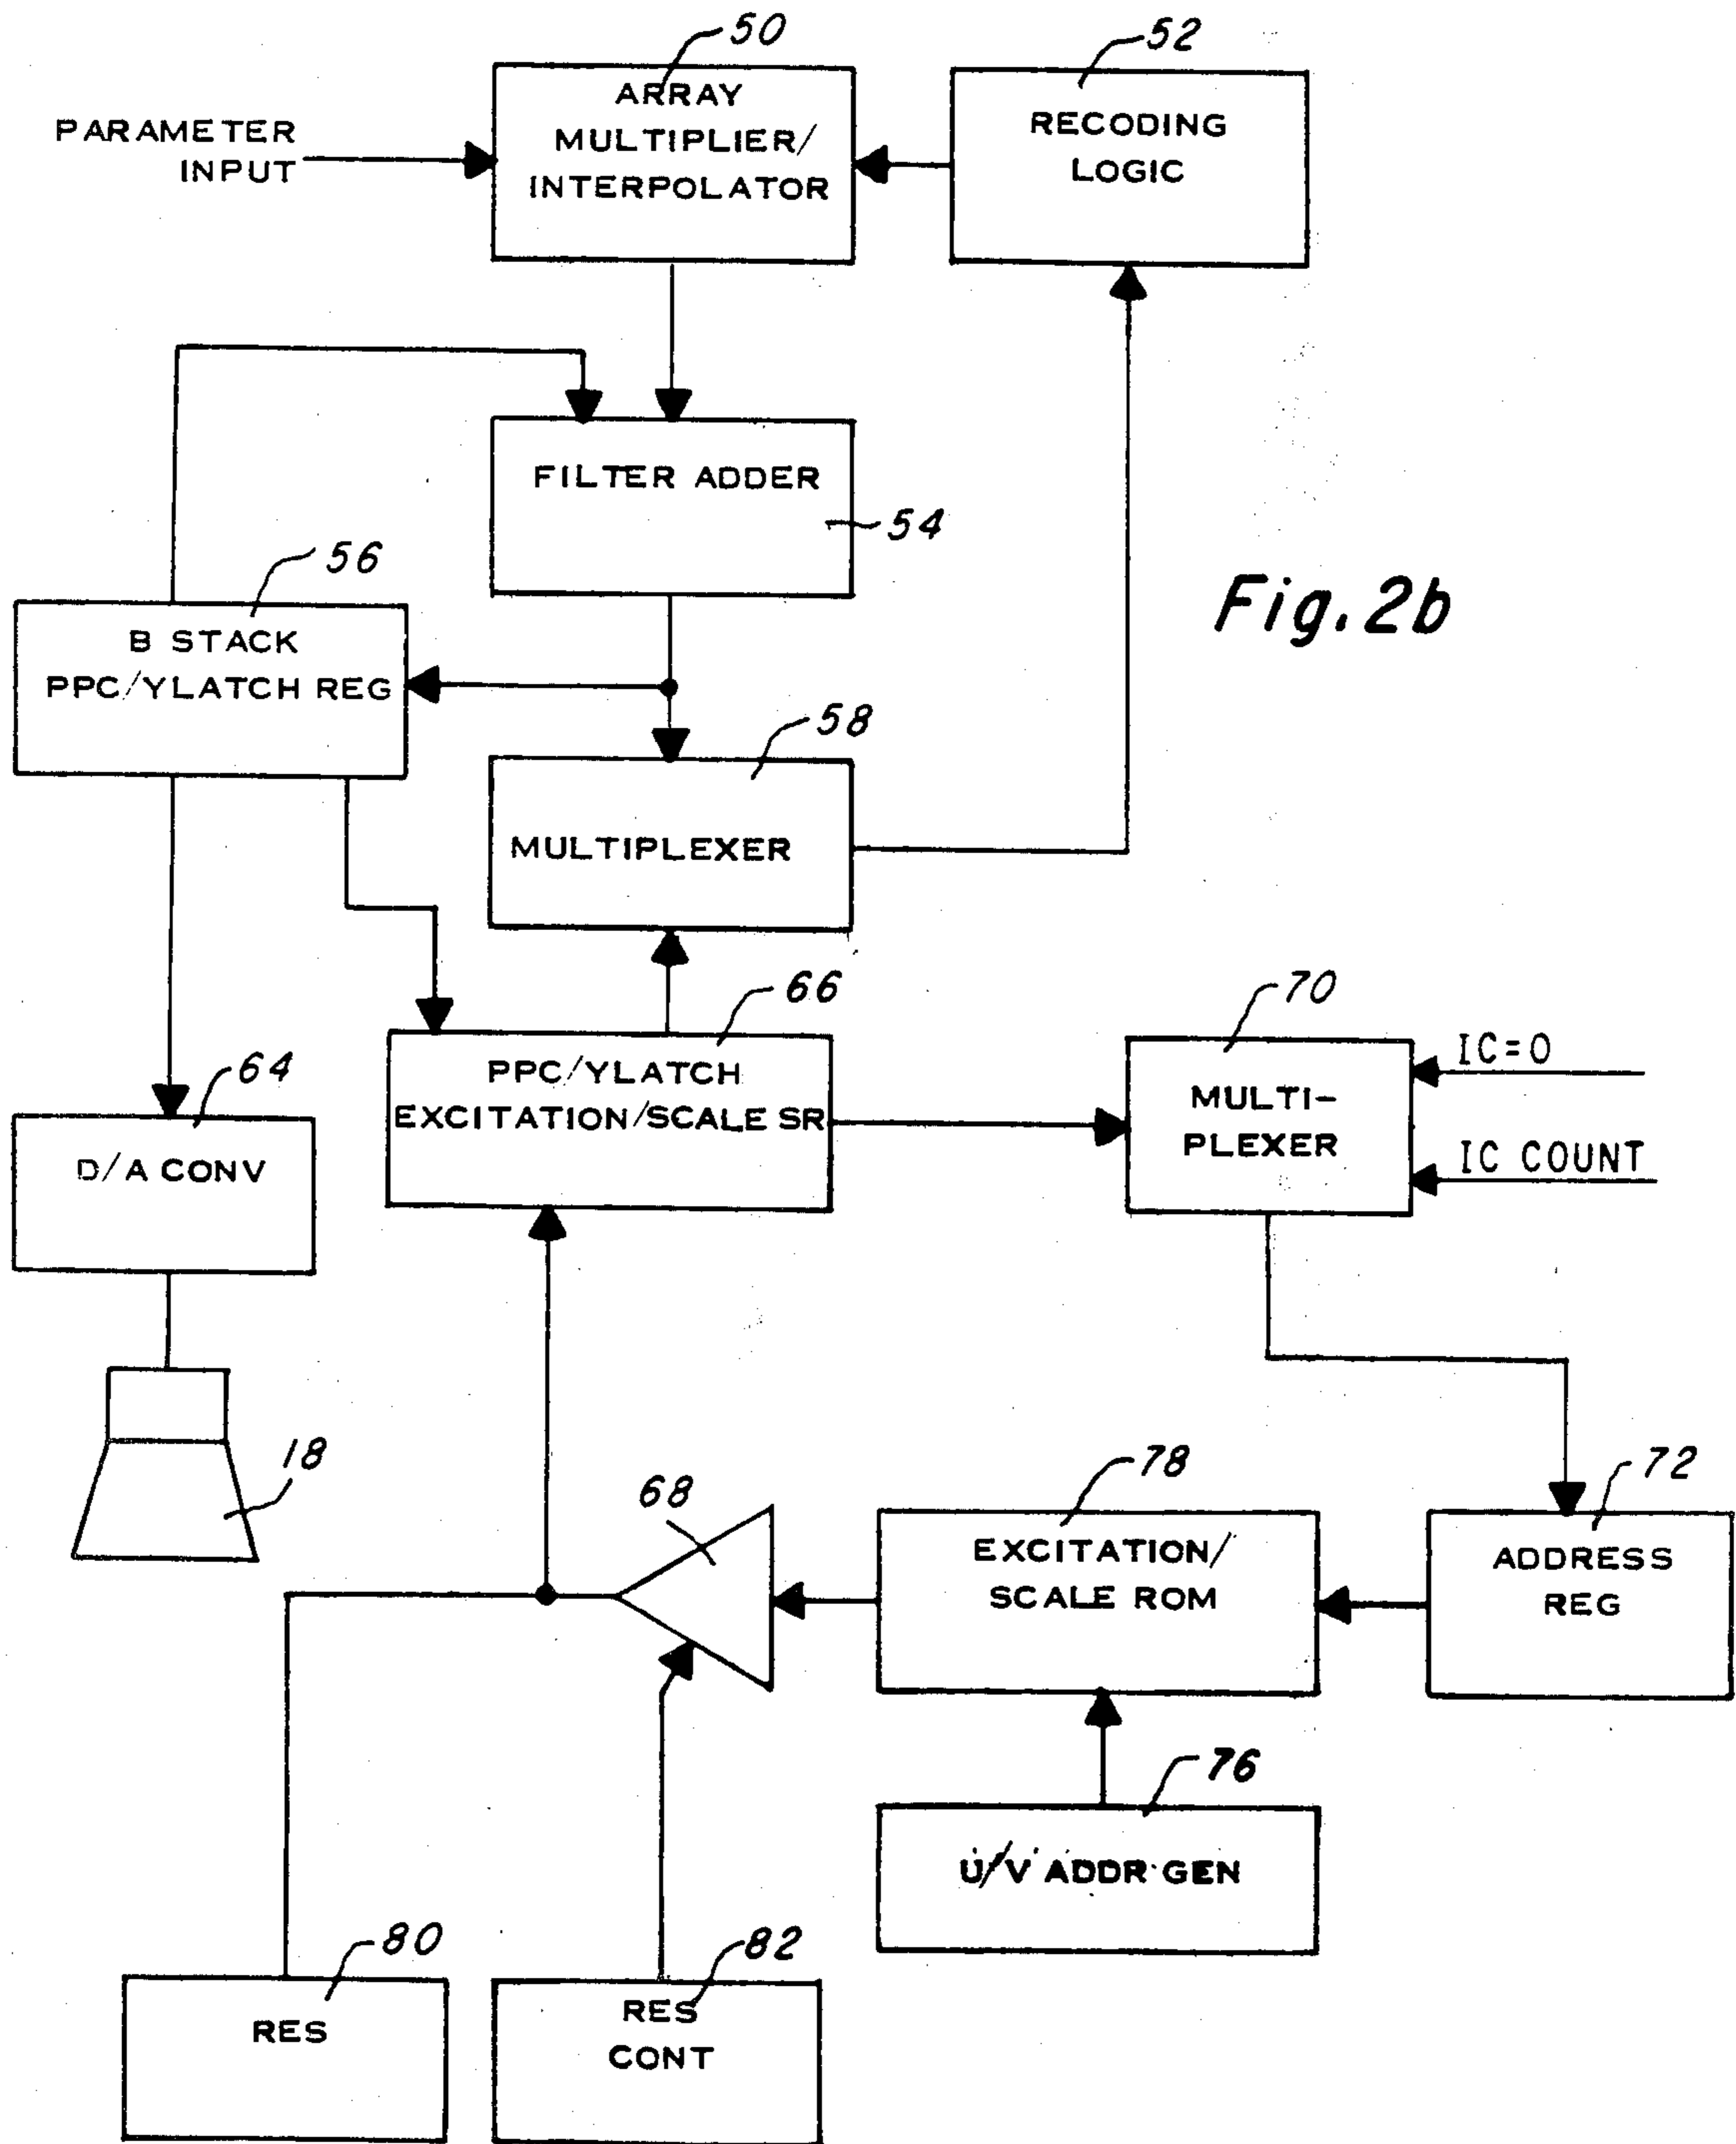 50
52
ARRAY
MULTIPLIER/
INTERPOLATOR
RECODING
LOGIC
PARAMETER
INPUT
FILTER ADDER
54
56
B STACK
PPC/YLATCH REG
Fig. 2b
58
MULTIPLEXER
66
PPC/YLATCH
EXCITATION/SCALE SR
70
MULTI-
PLEXER
IC=0
IC COUNT
64
D/A CONV
18
68
78
EXCITATION/
SCALE ROM
72
ADDRESS
REG
76
U/V ADDR GEN
80
RES
82
RES
CONT